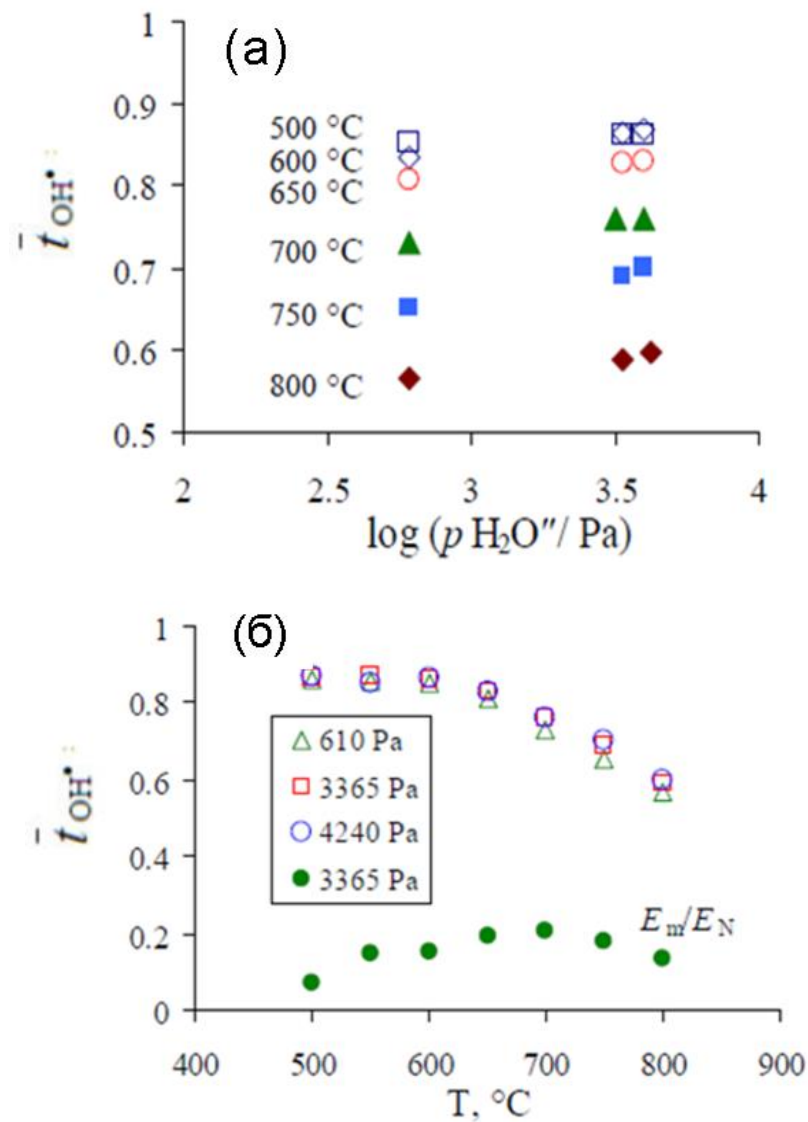 (a)
1
0.9
0.8
0.7
0.6
0.5
500 °C
600 °C
650 °C
700 °C
750 °C
800 °C
t̄ OH•
2 2.5 3 3.5 4
log (p H₂O″/ Pa)
(б)
1
0.8
0.6
0.4
0.2
0
t̄ OH•
610 Pa
3365 Pa
4240 Pa
3365 Pa
Eₘ/E_N
400 500 600 700 800 900
T, °C